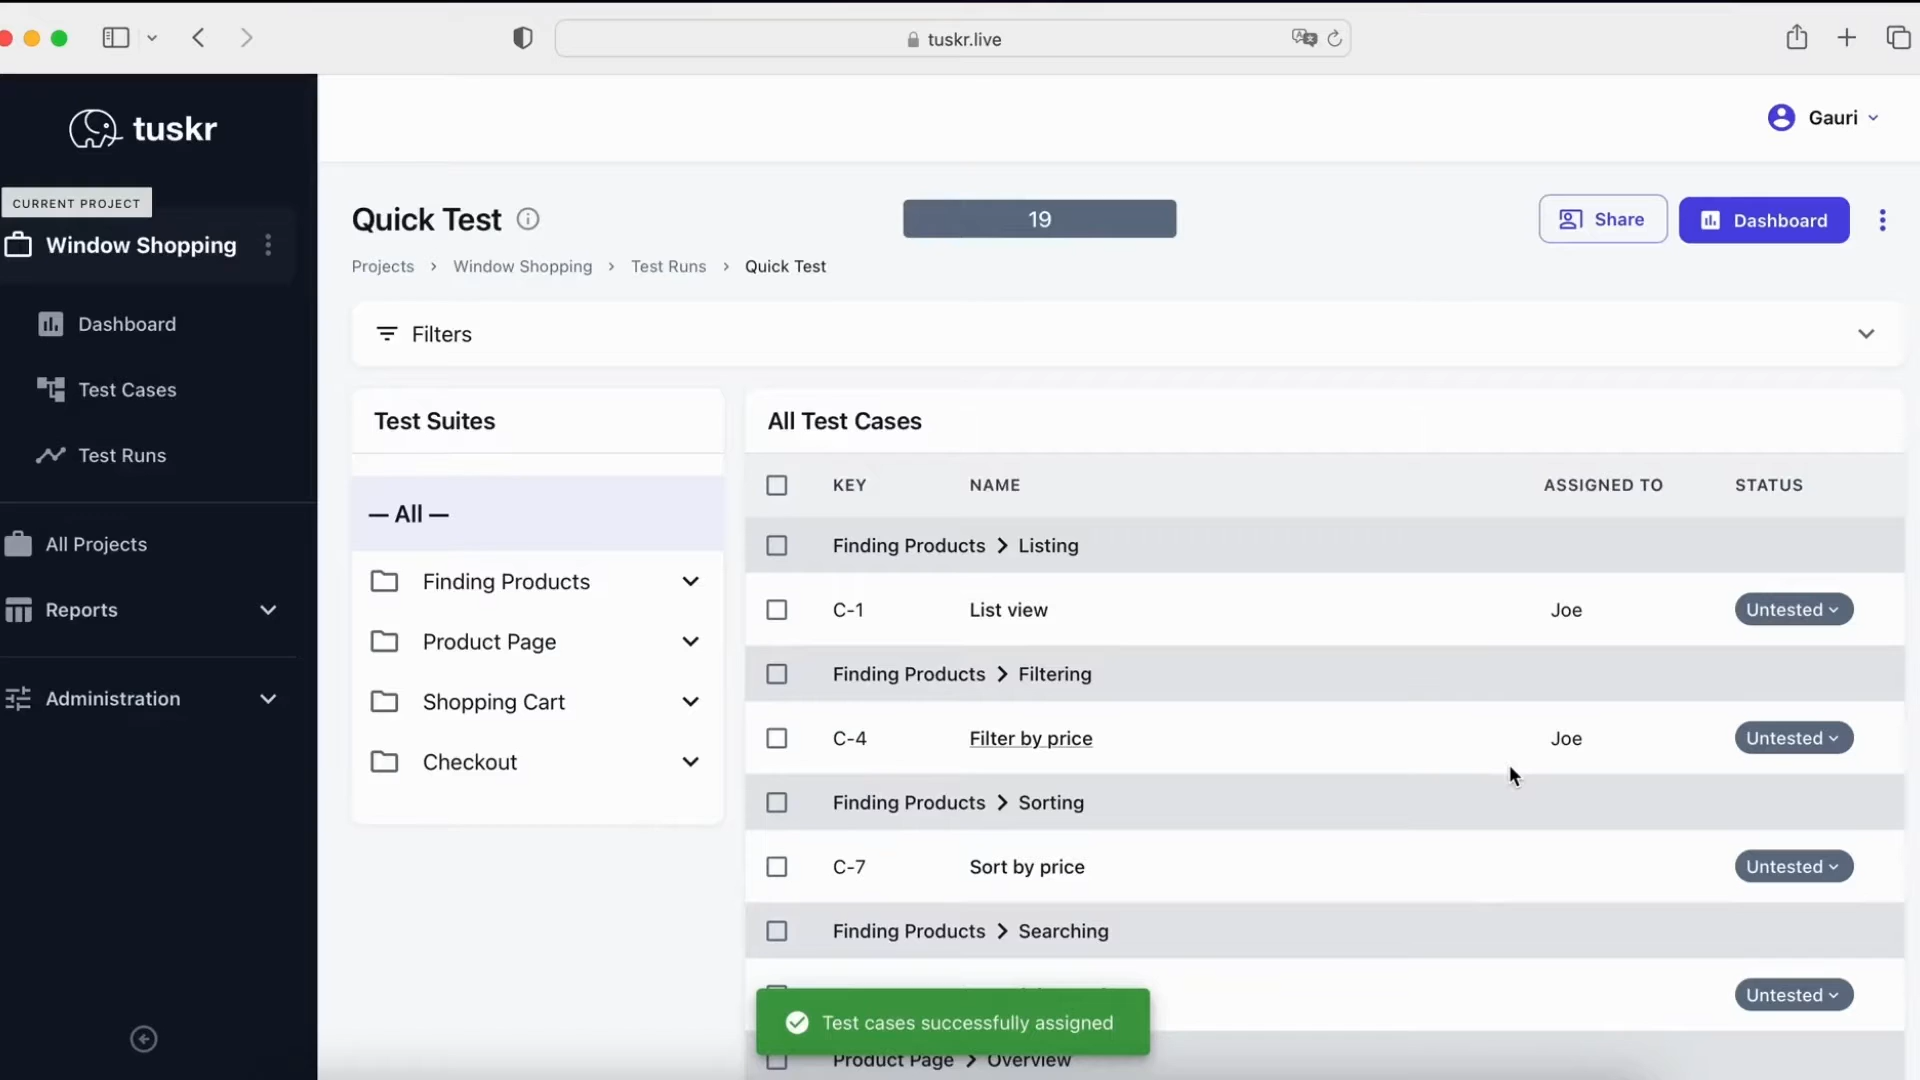 tuskr.live
tuskr
Gauri
CURRENT PROJECT
Window Shopping
Dashboard
Test Cases
Test Runs
All Projects
Reports
Administration
Quick Test
19
Share
Dashboard
Projects > Window Shopping > Test Runs > Quick Test
Filters
Test Suites
— All —
Finding Products
Product Page
Shopping Cart
Checkout
All Test Cases
KEY NAME ASSIGNED TO STATUS
Finding Products > Listing
C-1 List view Joe Untested
Finding Products > Filtering
C-4 Filter by price Joe Untested
Finding Products > Sorting
C-7 Sort by price Untested
Finding Products > Searching
Untested
Test cases successfully assigned
Product Page > Overview